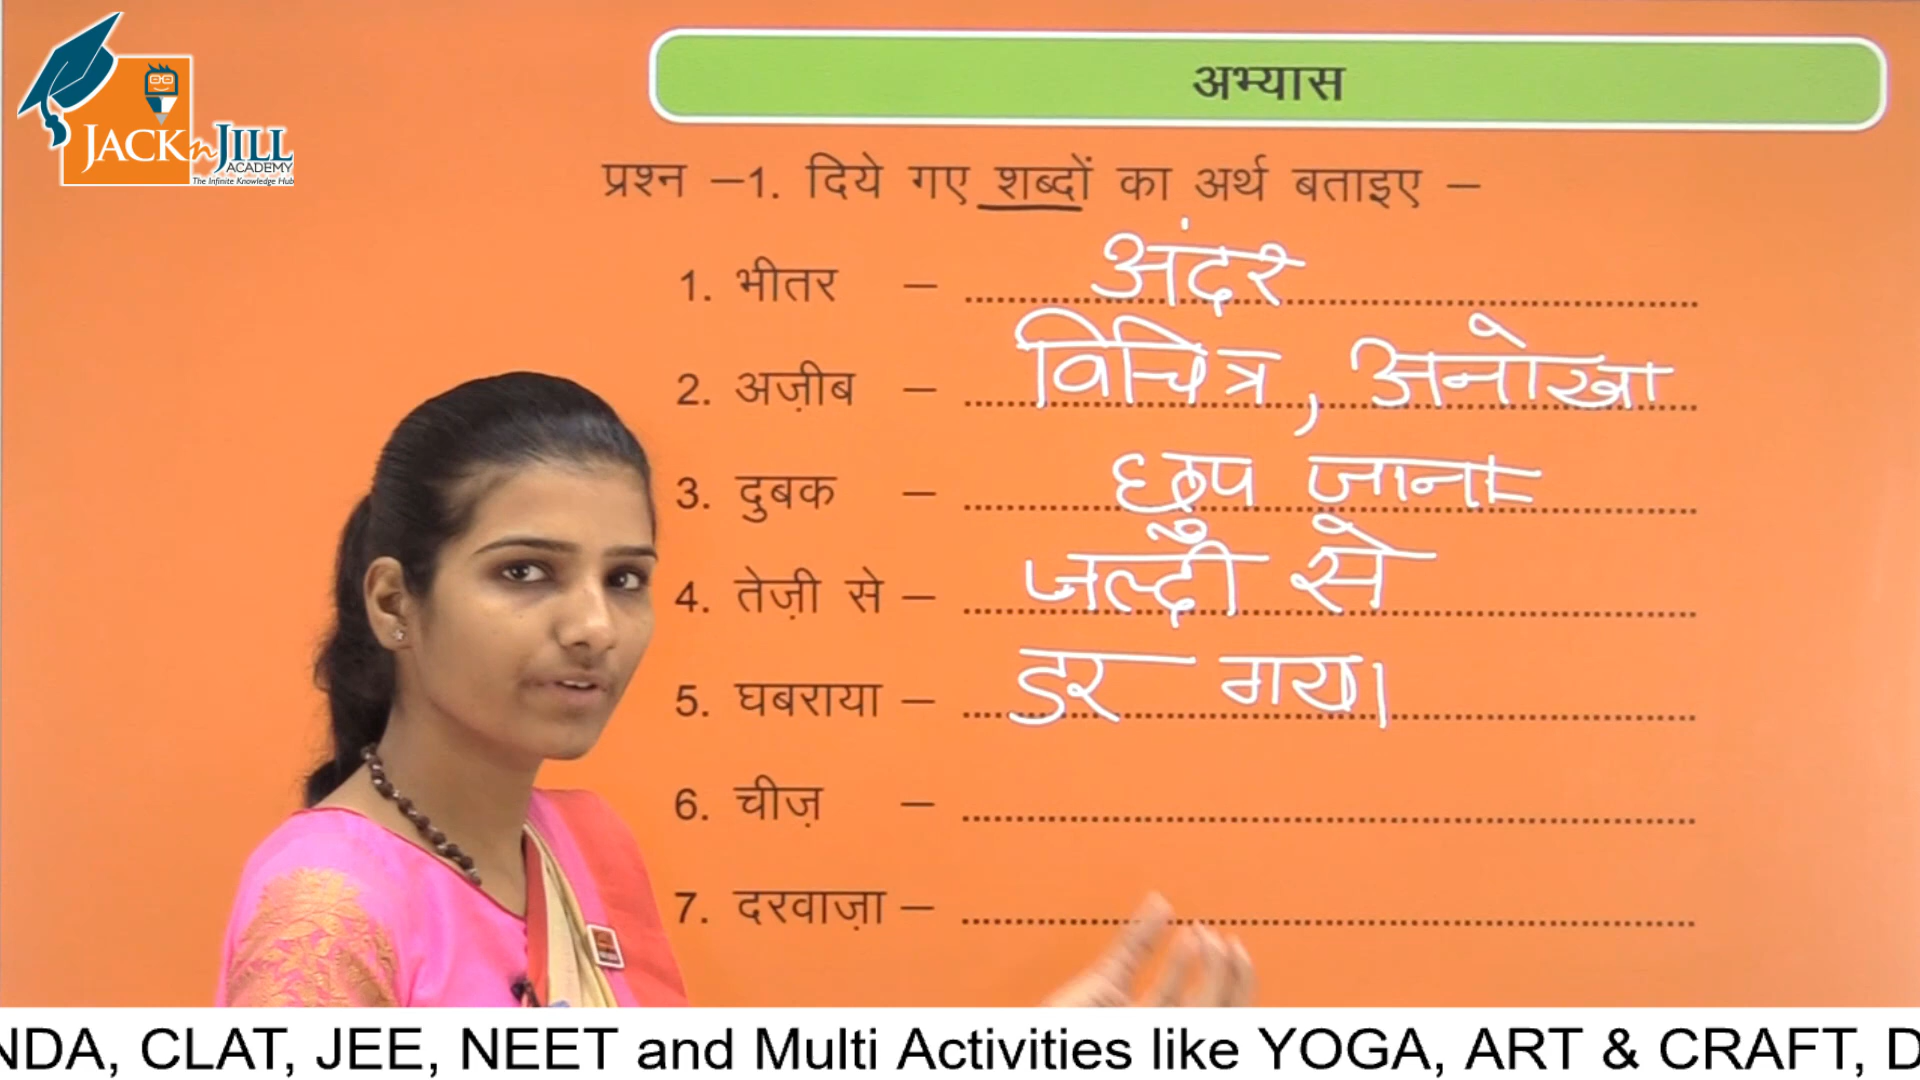 JACKnJILL
ACADEMY
The Infinite Knowledge Hub
अभ्यास
प्रश्न –1. दिये गए शब्दों का अर्थ बताइए –
1. भीतर – अंदर
2. अज़ीब – विचित्र, अनोखा
3. दुबक – छुप जाना
4. तेज़ी से – जल्दी से
5. घबराया – डर गया
6. चीज़ –
7. दरवाज़ा –
NDA, CLAT, JEE, NEET and Multi Activities like YOGA, ART & CRAFT, D